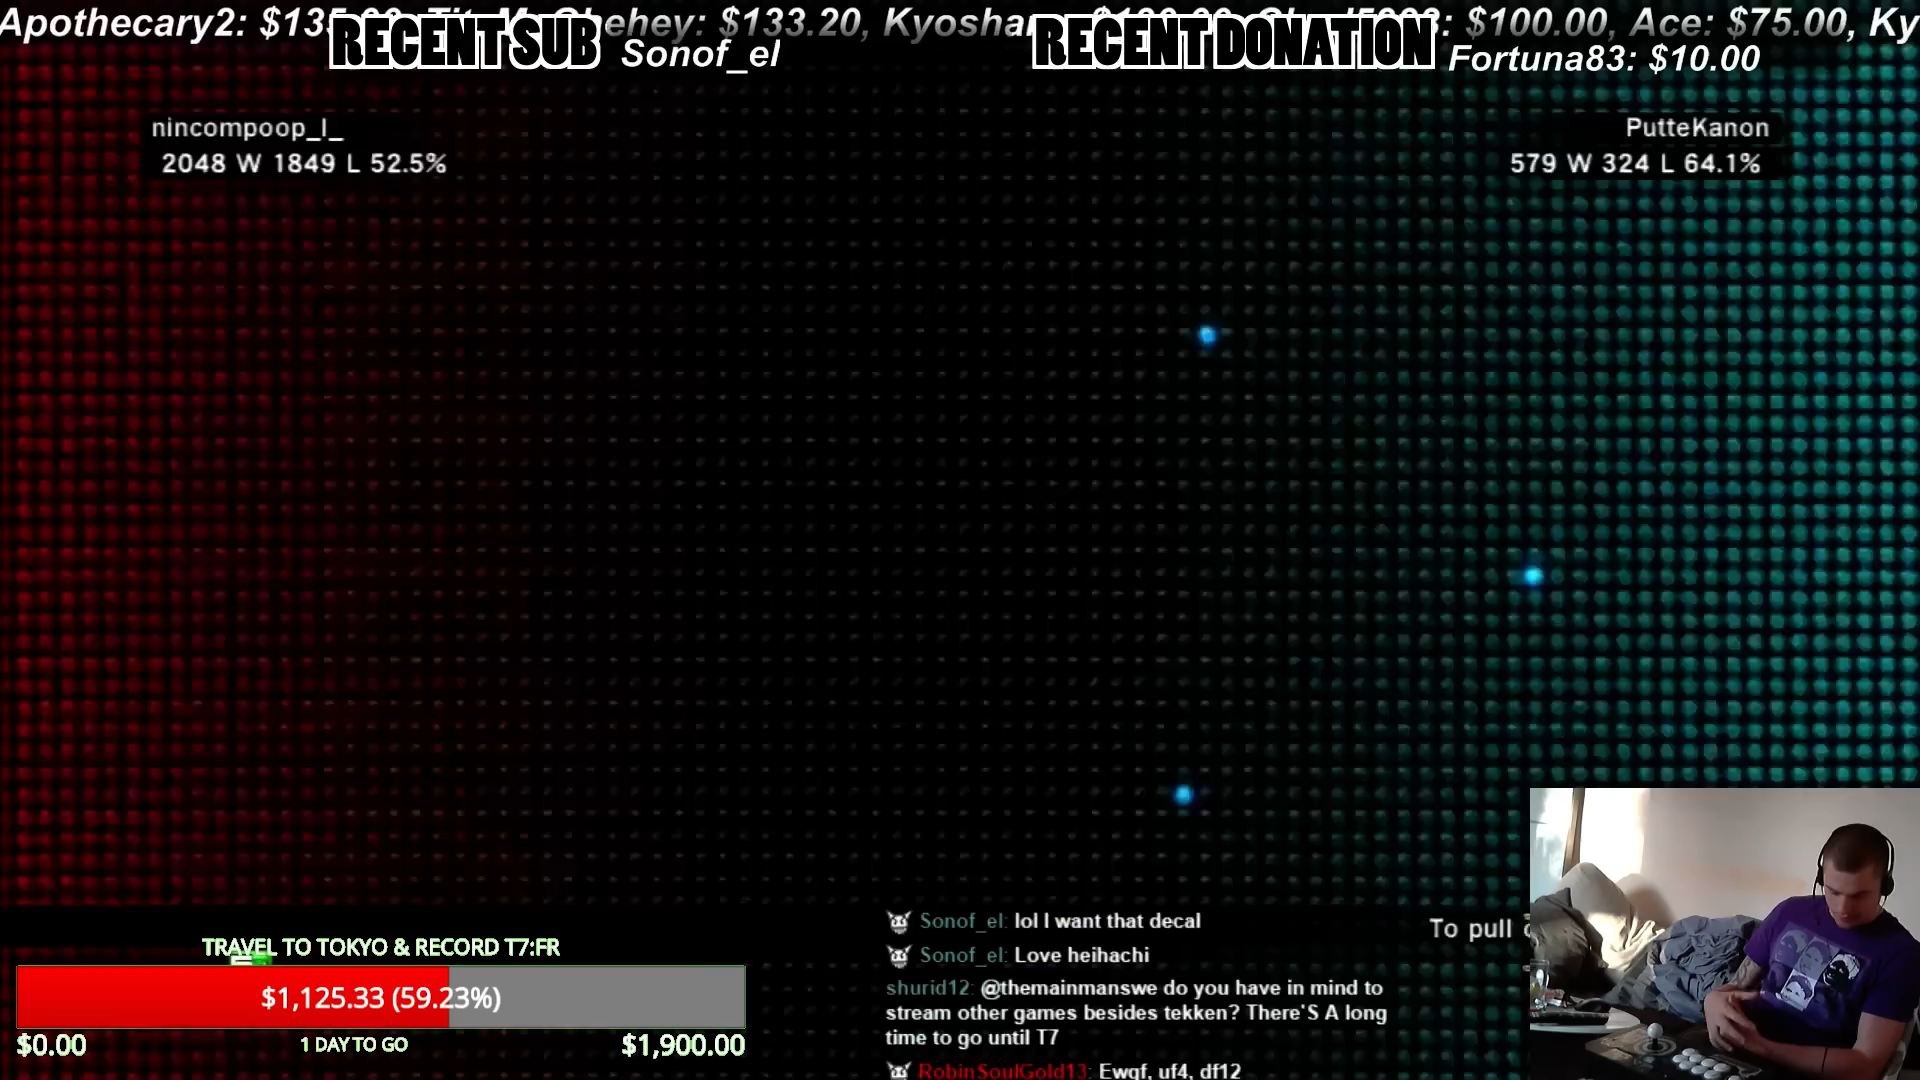 Apothecary2: $135.00, Tit_McGhehey: $133.20, Kyosha $100.00, Ace: $75.00, Ky
RECENT SUB Sonof_el
RECENT DONATION Fortuna83: $10.00
nincompoop_I_
2048 W 1849 L 52.5%
PutteKanon
579 W 324 L 64.1%
TRAVEL TO TOKYO & RECORD T7:FR
$1,125.33 (59.23%)
$0.00
1 DAY TO GO
$1,900.00
Sonof_el: lol I want that decal
Sonof_el: Love heihachi
shurid12: @themainmanswe do you have in mind to
stream other games besides tekken? There'S A long
time to go until T7
RobinSoulGold13: Ewgf, uf4, df12
To pull